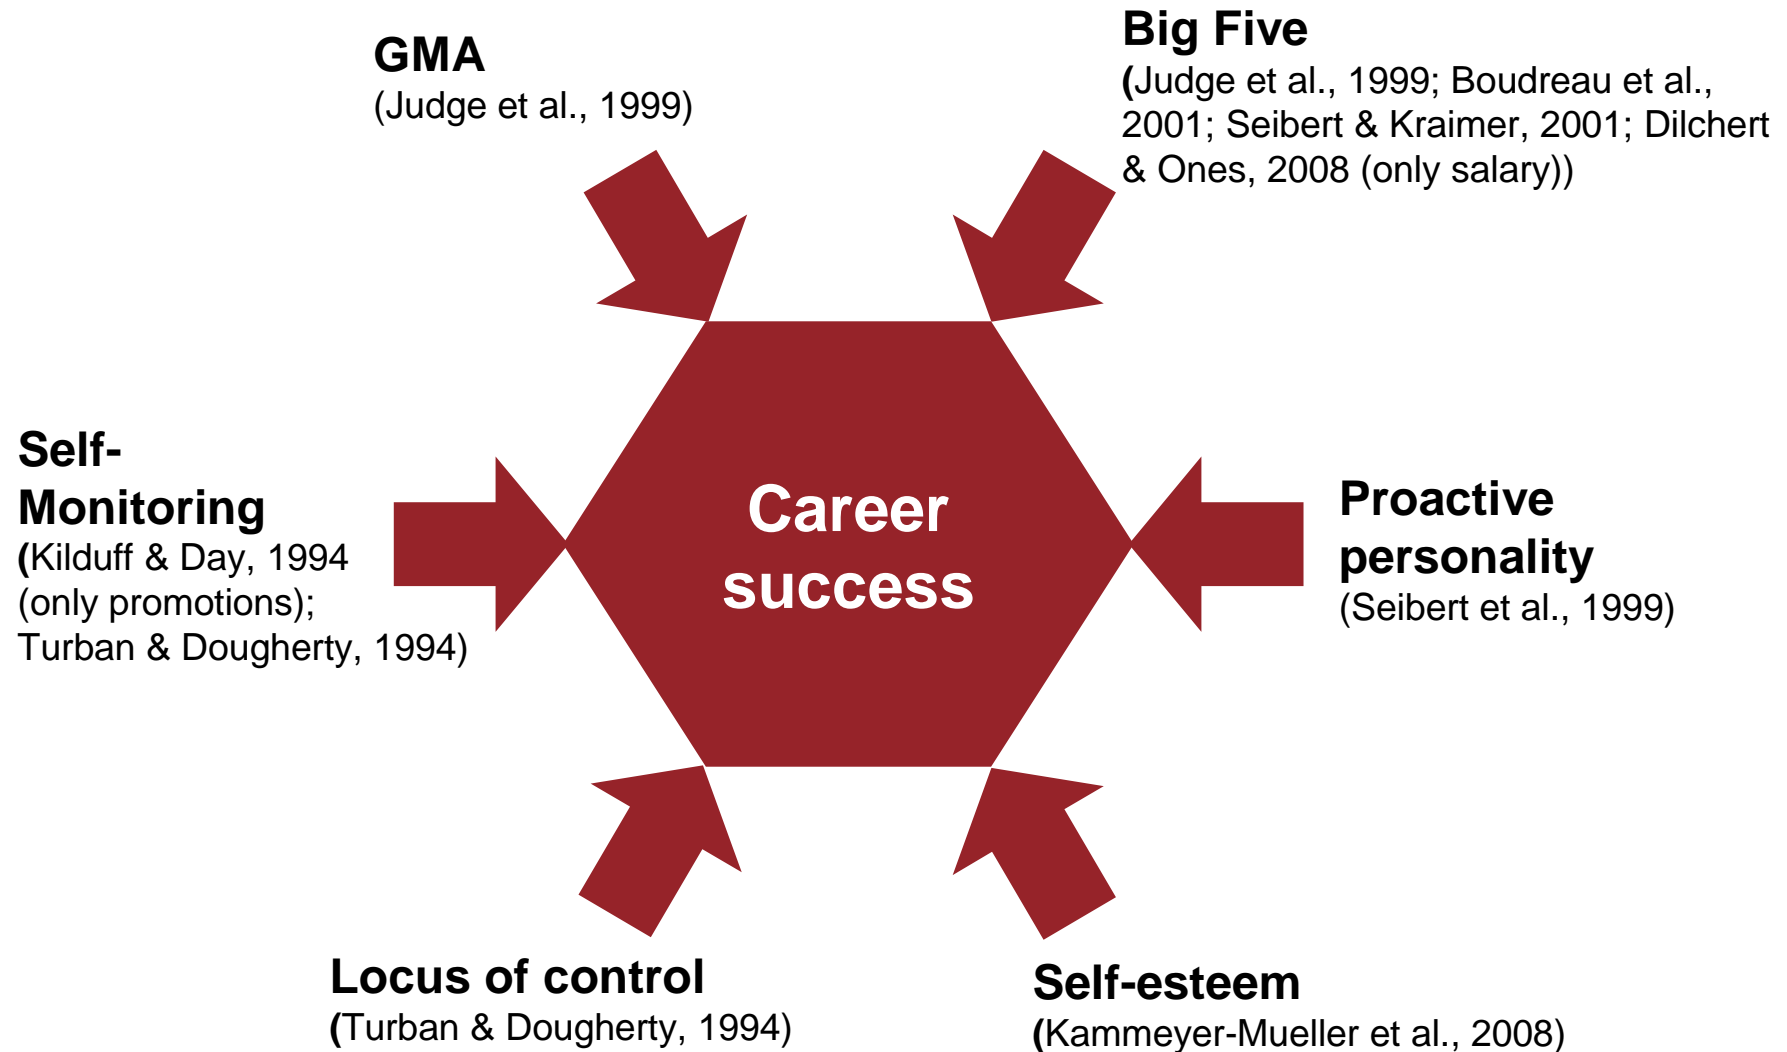 GMA
(Judge et al., 1999)
Big Five
(Judge et al., 1999; Boudreau et al.,
2001; Seibert & Kraimer, 2001; Dilchert
& Ones, 2008 (only salary))
Self-
Monitoring
(Kilduff & Day, 1994
(only promotions);
Turban & Dougherty, 1994)
Career
success
Proactive
personality
(Seibert et al., 1999)
Locus of control
(Turban & Dougherty, 1994)
Self-esteem
(Kammeyer-Mueller et al., 2008)